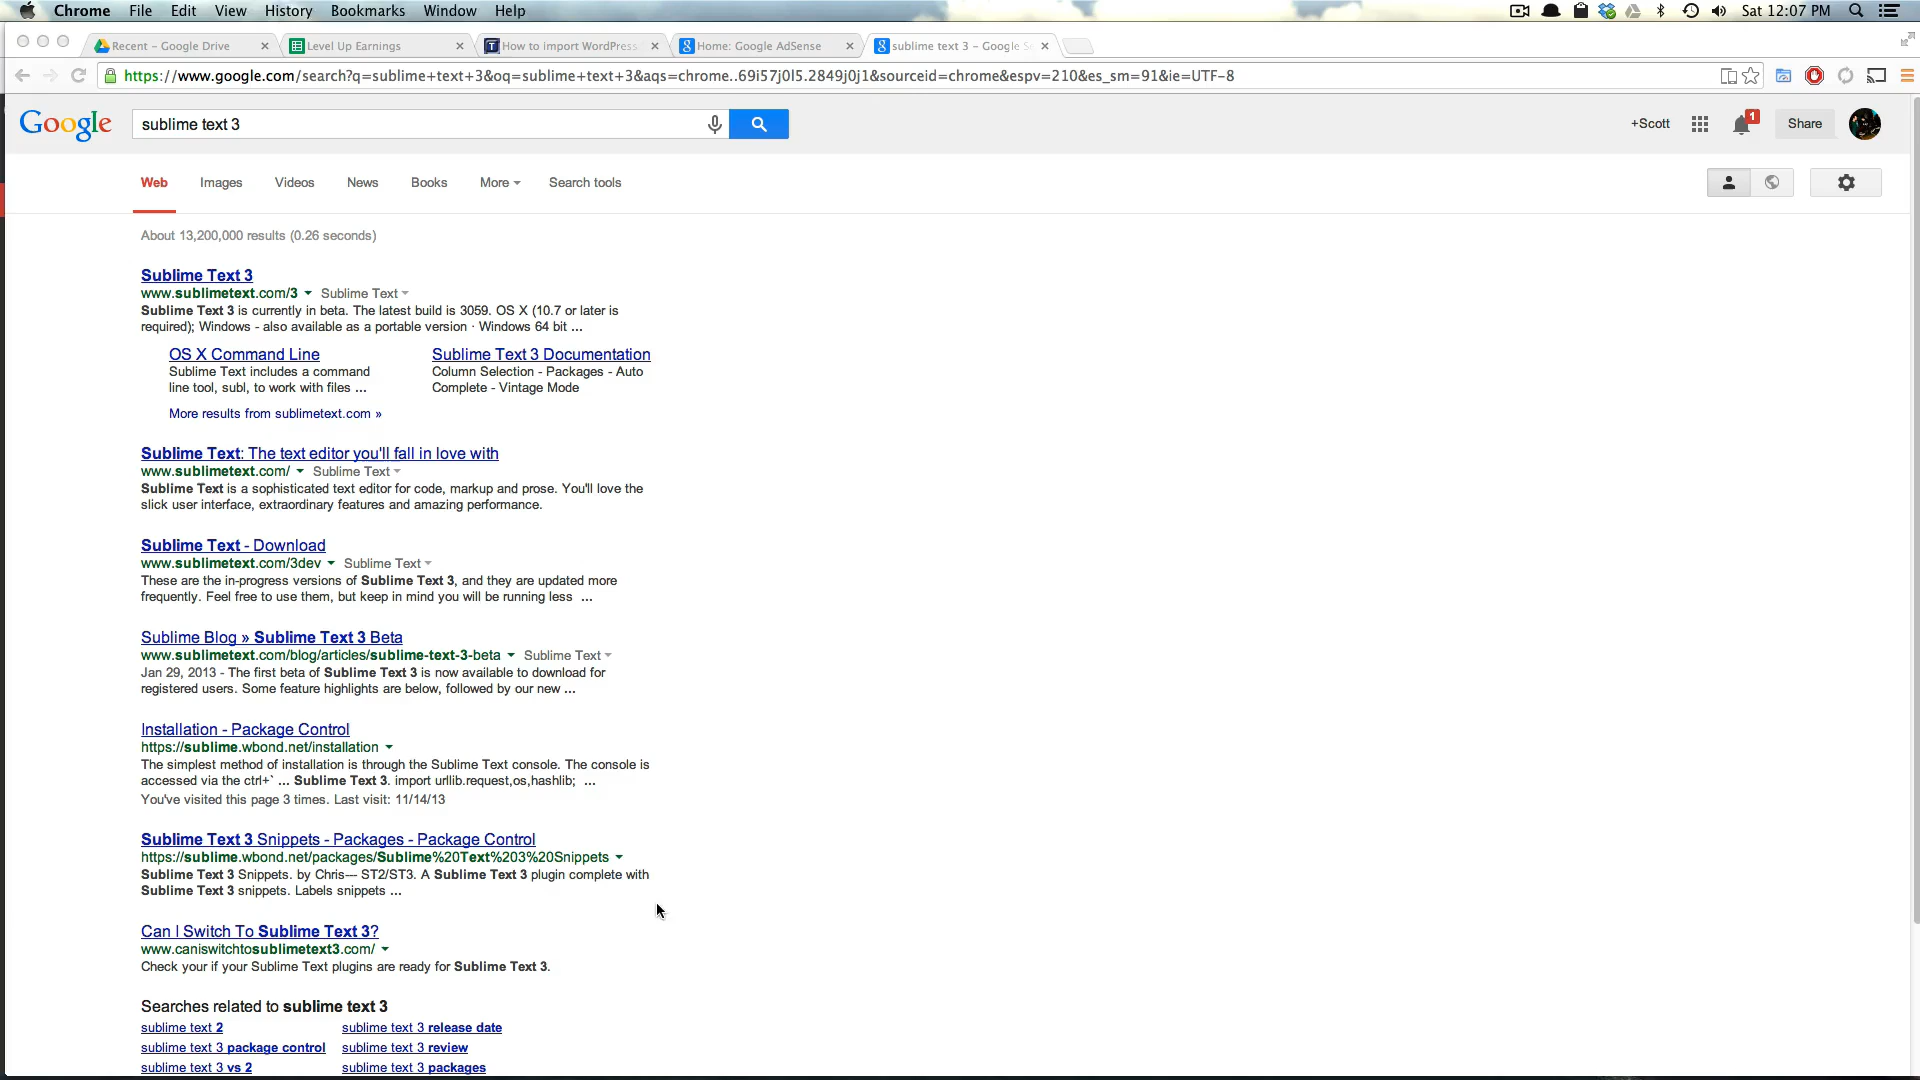 Chrome File Edit View History Bookmarks Window Help Sat 12:07 PM
Recent – Google Drive Level Up Earnings How to import WordPress Home: Google AdSense sublime text 3 – Google S
https://www.google.com/search?q=sublime+text+3&oq=sublime+text+3&aqs=chrome..69i57j0l5.2849j0j1&sourceid=chrome&espv=210&es_sm=91&ie=UTF-8
Google sublime text 3 +Scott 1 Share
Web Images Videos News Books More Search tools
About 13,200,000 results (0.26 seconds)
Sublime Text 3
www.sublimetext.com/3 Sublime Text
Sublime Text 3 is currently in beta. The latest build is 3059. OS X (10.7 or later is
required); Windows - also available as a portable version · Windows 64 bit ...
OS X Command Line
Sublime Text includes a command
line tool, subl, to work with files ...
Sublime Text 3 Documentation
Column Selection - Packages - Auto
Complete - Vintage Mode
More results from sublimetext.com »
Sublime Text: The text editor you'll fall in love with
www.sublimetext.com/ Sublime Text
Sublime Text is a sophisticated text editor for code, markup and prose. You'll love the
slick user interface, extraordinary features and amazing performance.
Sublime Text - Download
www.sublimetext.com/3dev Sublime Text
These are the in-progress versions of Sublime Text 3, and they are updated more
frequently. Feel free to use them, but keep in mind you will be running less ...
Sublime Blog » Sublime Text 3 Beta
www.sublimetext.com/blog/articles/sublime-text-3-beta Sublime Text
Jan 29, 2013 - The first beta of Sublime Text 3 is now available to download for
registered users. Some feature highlights are below, followed by our new ...
Installation - Package Control
https://sublime.wbond.net/installation
The simplest method of installation is through the Sublime Text console. The console is
accessed via the ctrl+` ... Sublime Text 3. import urllib.request,os,hashlib; ...
You've visited this page 3 times. Last visit: 11/14/13
Sublime Text 3 Snippets - Packages - Package Control
https://sublime.wbond.net/packages/Sublime%20Text%203%20Snippets
Sublime Text 3 Snippets. by Chris--- ST2/ST3. A Sublime Text 3 plugin complete with
Sublime Text 3 snippets. Labels snippets ...
Can I Switch To Sublime Text 3?
www.caniswitchtosublimetext3.com/
Check your if your Sublime Text plugins are ready for Sublime Text 3.
Searches related to sublime text 3
sublime text 2 sublime text 3 release date
sublime text 3 package control sublime text 3 review
sublime text 3 vs 2 sublime text 3 packages